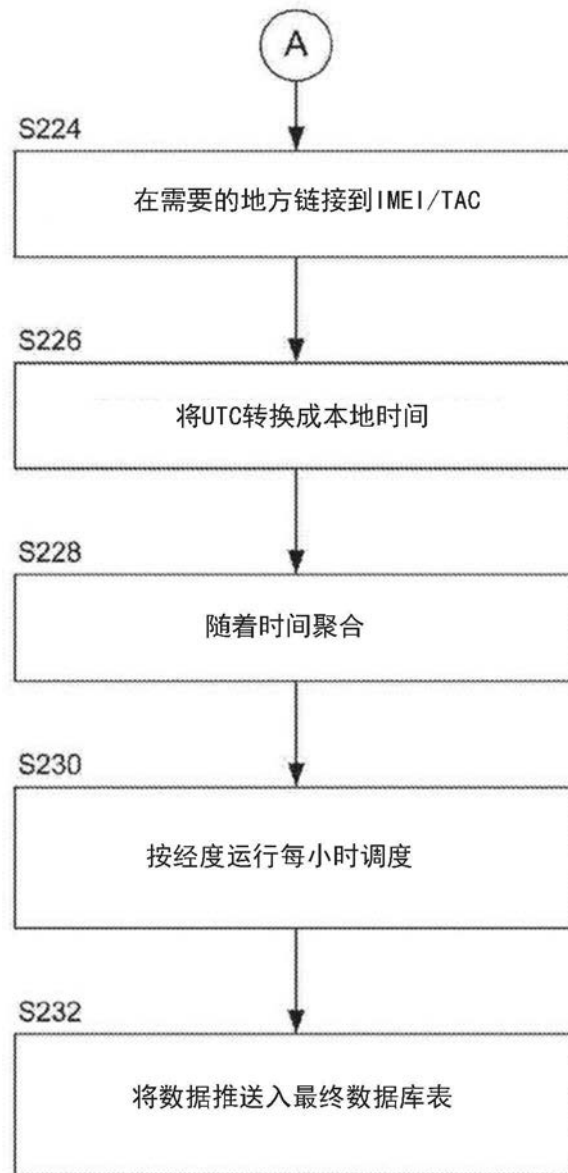 A
S224
在需要的地方链接到IMEI/TAC
S226
将UTC转换成本地时间
S228
随着时间聚合
S230
按经度运行每小时调度
S232
将数据推送入最终数据库表